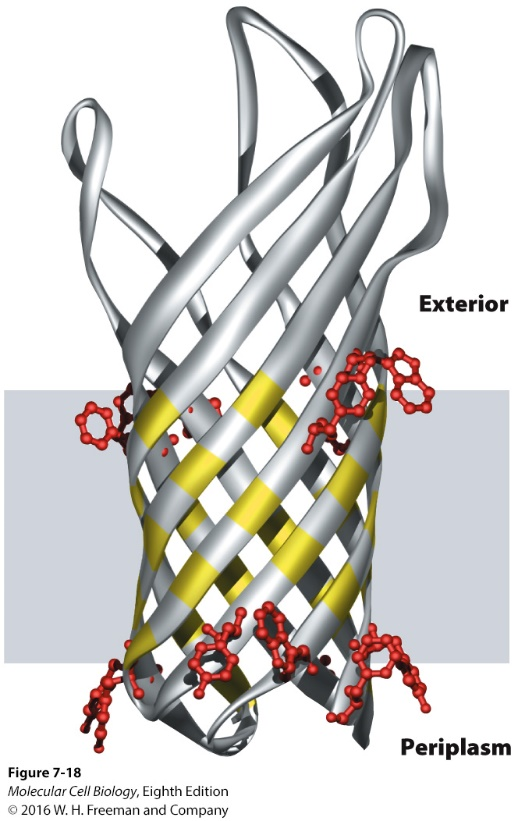 Exterior
Periplasm
Figure 7-18
Molecular Cell Biology, Eighth Edition
© 2016 W. H. Freeman and Company